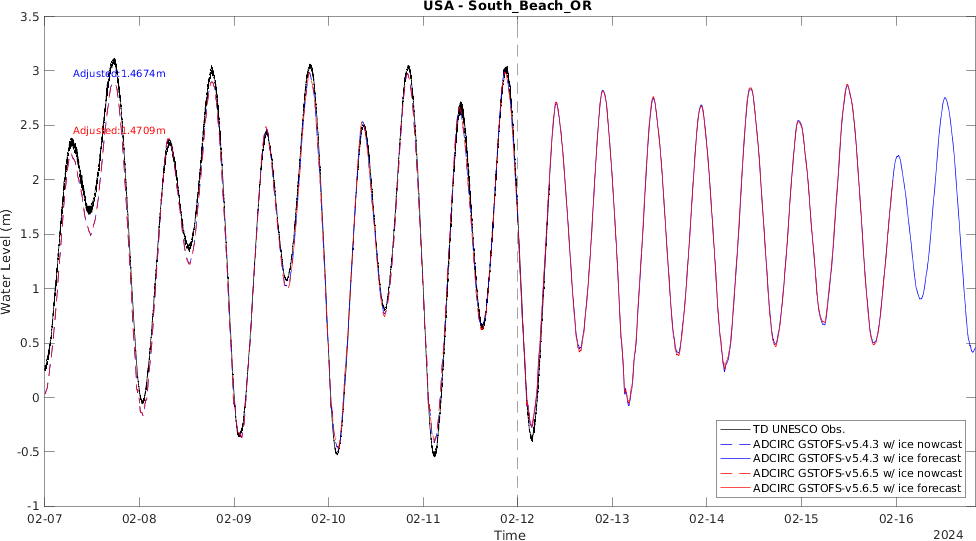 USA - South_Beach_OR
3.5
3
2.5
2
1.5
1
0.5
0
-0.5
-1
Water Level (m)
Adjusted:1.4674m
Adjusted:1.4709m
TD UNESCO Obs.
ADCIRC GSTOFS-v5.4.3 w/ ice nowcast
ADCIRC GSTOFS-v5.4.3 w/ ice forecast
ADCIRC GSTOFS-v5.6.5 w/ ice nowcast
ADCIRC GSTOFS-v5.6.5 w/ ice forecast
02-07 02-08 02-09 02-10 02-11 02-12 02-13 02-14 02-15 02-16
Time
2024